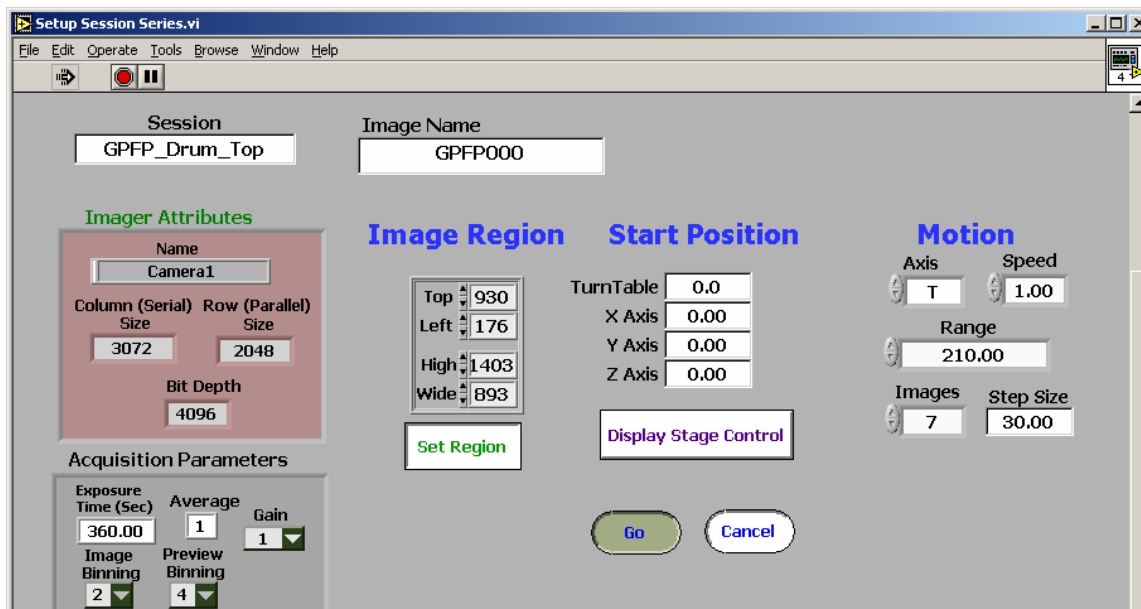 Setup Session Series.vi
File Edit Operate Tools Browse Window Help
4
Session
GPFP_Drum_Top
Image Name
GPFP000
Imager Attributes
Name
Camera1
Column (Serial) Size
3072
Row (Parallel) Size
2048
Bit Depth
4096
Image Region
Top 930
Left 176
High 1403
Wide 893
Set Region
Start Position
TurnTable 0.0
X Axis 0.00
Y Axis 0.00
Z Axis 0.00
Display Stage Control
Motion
Axis
T
Speed
1.00
Range
210.00
Images
7
Step Size
30.00
Acquisition Parameters
Exposure Time (Sec)
360.00
Average
1
Gain
1
Image Binning
2
Preview Binning
4
Go
Cancel